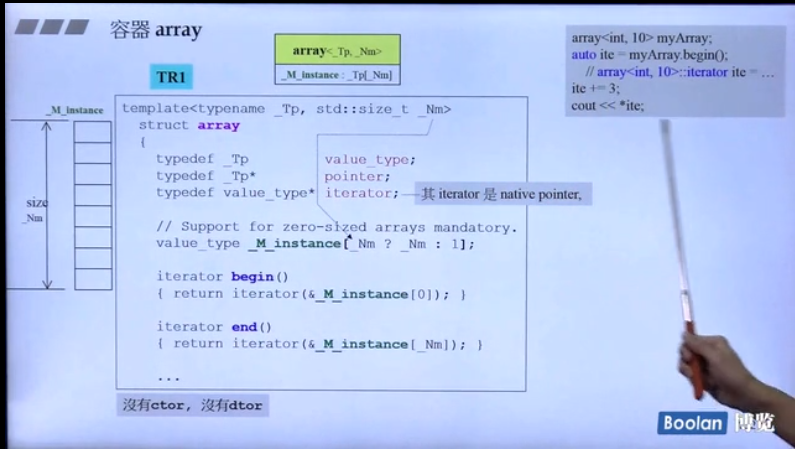 容器 array
array<_Tp, _Nm>
_M_instance : _Tp[_Nm]
array<int, 10> myArray;
auto ite = myArray.begin();
// array<int, 10>::iterator ite = …
ite += 3;
cout << *ite;
TR1
_M_instance
size
_Nm
template<typename _Tp, std::size_t _Nm>
struct array
{
typedef _Tp value_type;
typedef _Tp* pointer;
typedef value_type* iterator;
其 iterator 是 native pointer,
// Support for zero-sized arrays mandatory.
value_type _M_instance[_Nm ? _Nm : 1];
iterator begin()
{ return iterator(&_M_instance[0]); }
iterator end()
{ return iterator(&_M_instance[_Nm]); }
...
沒有ctor, 沒有dtor
Boolan 博览